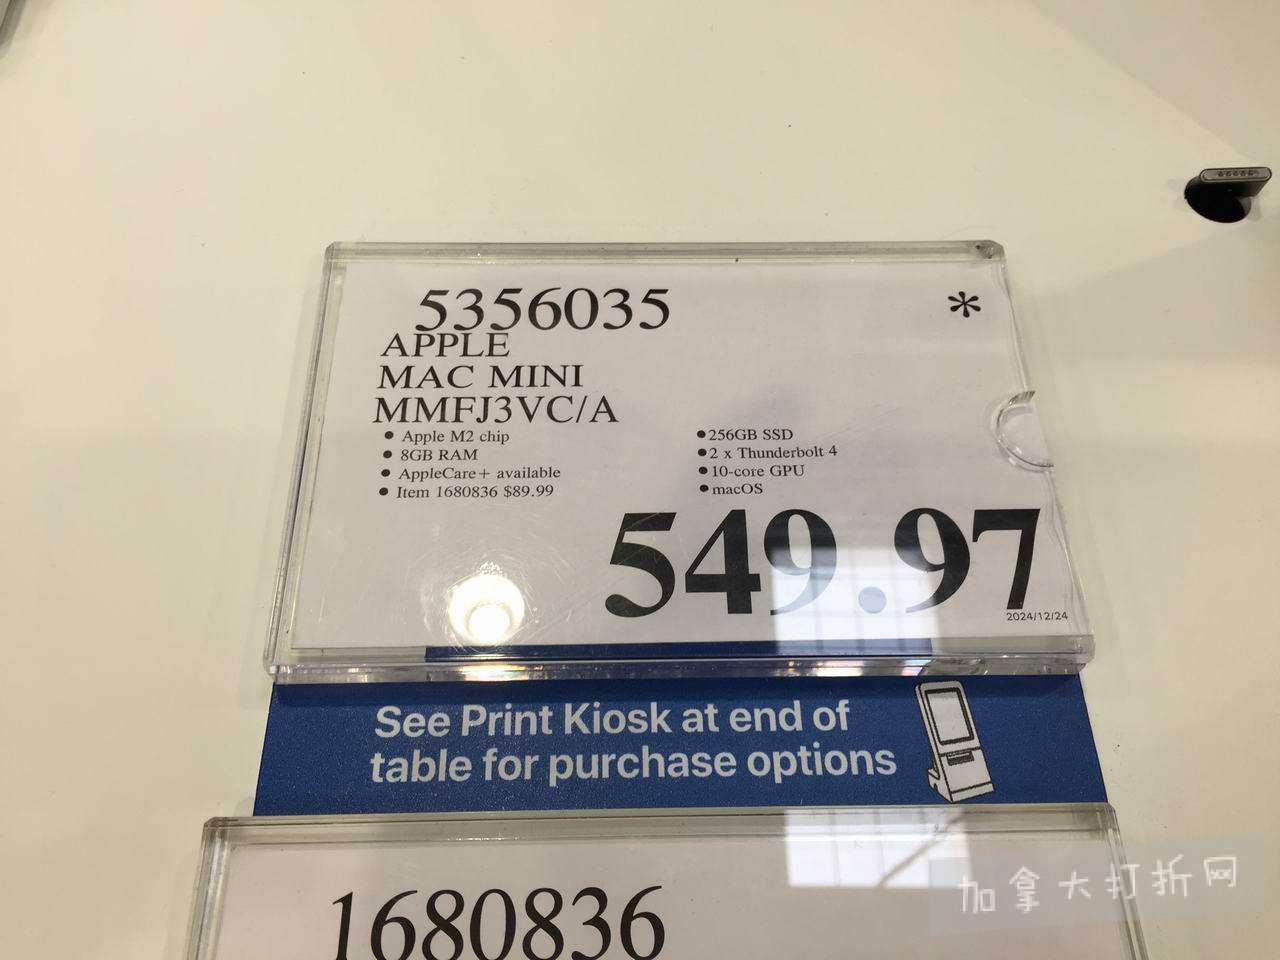 5356035 *
APPLE
MAC MINI
MMFJ3VC/A
● Apple M2 chip
● 8GB RAM
● AppleCare+ available
● Item 1680836 $89.99
● 256GB SSD
● 2 x Thunderbolt 4
● 10-core GPU
● macOS
549.97
2024/12/24
See Print Kiosk at end of
table for purchase options
1680836
加拿大打折网